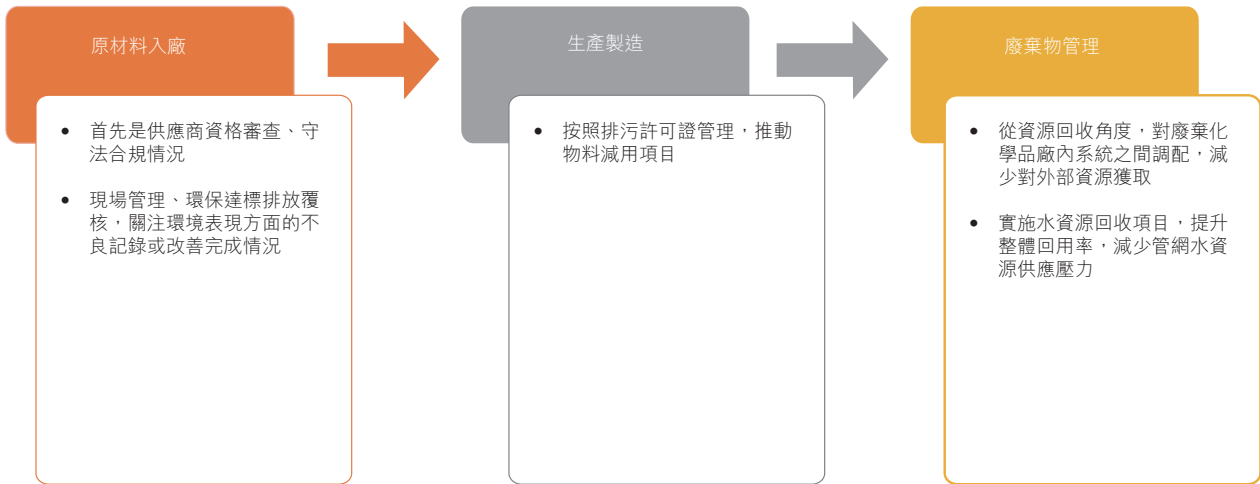 原材料入廠
• 首先是供應商資格審查、守
法合規情況
• 現場管理、環保達標排放覆
核，關注環境表現方面的不
良記錄或改善完成情況
生產製造
• 按照排污許可證管理，推動
物料減用項目
廢棄物管理
• 從資源回收角度，對廢棄化
學品廠內系統之間調配，減
少對外部資源獲取
• 實施水資源回收項目，提升
整體回用率，減少管網水資
源供應壓力